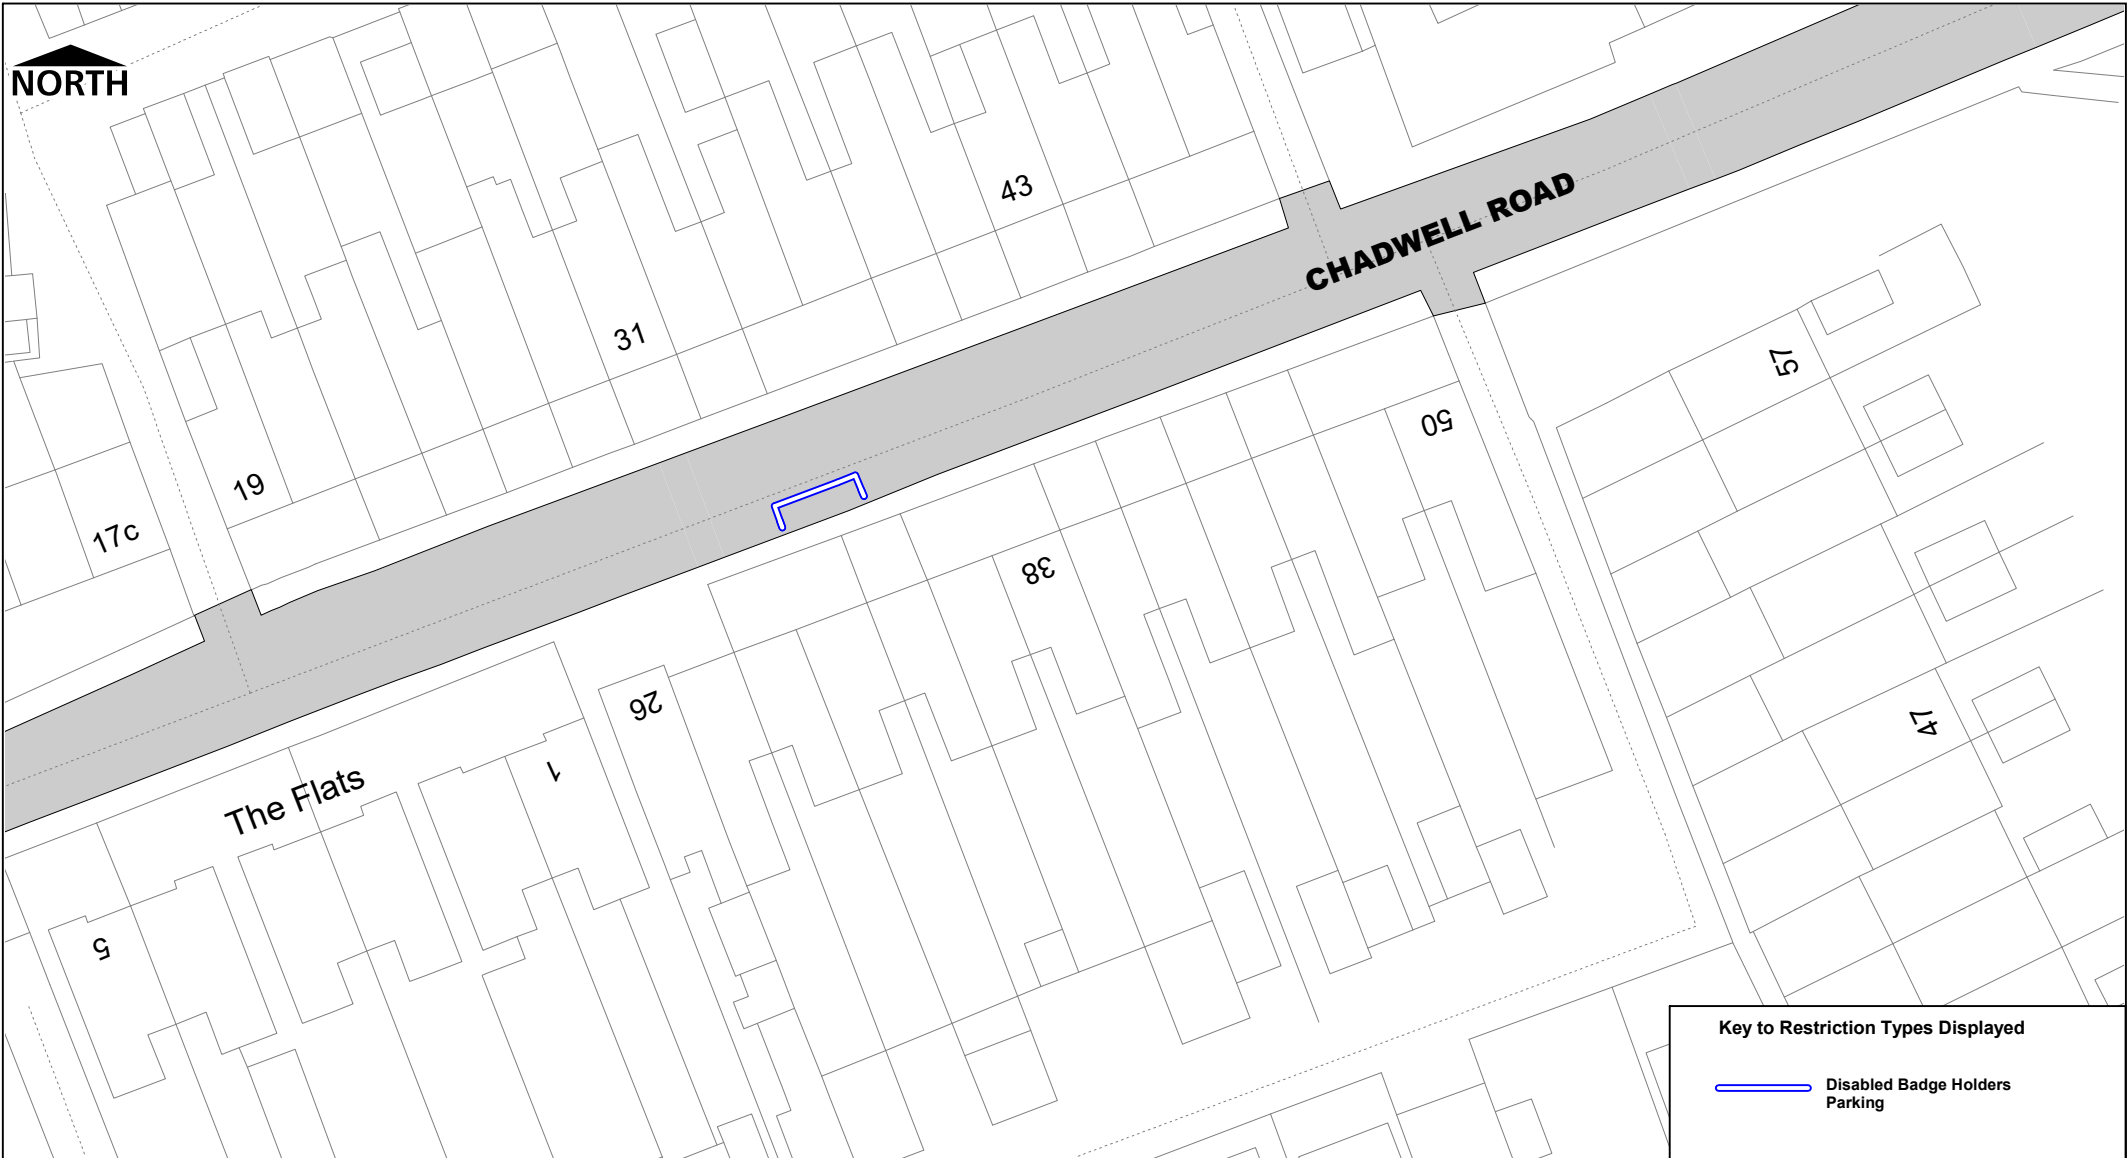 NORTH
43
CHADWELL ROAD
31
57
50
19
17c
38
26
47
1
The Flats
5
Key to Restriction Types Displayed
Disabled Badge Holders
Parking